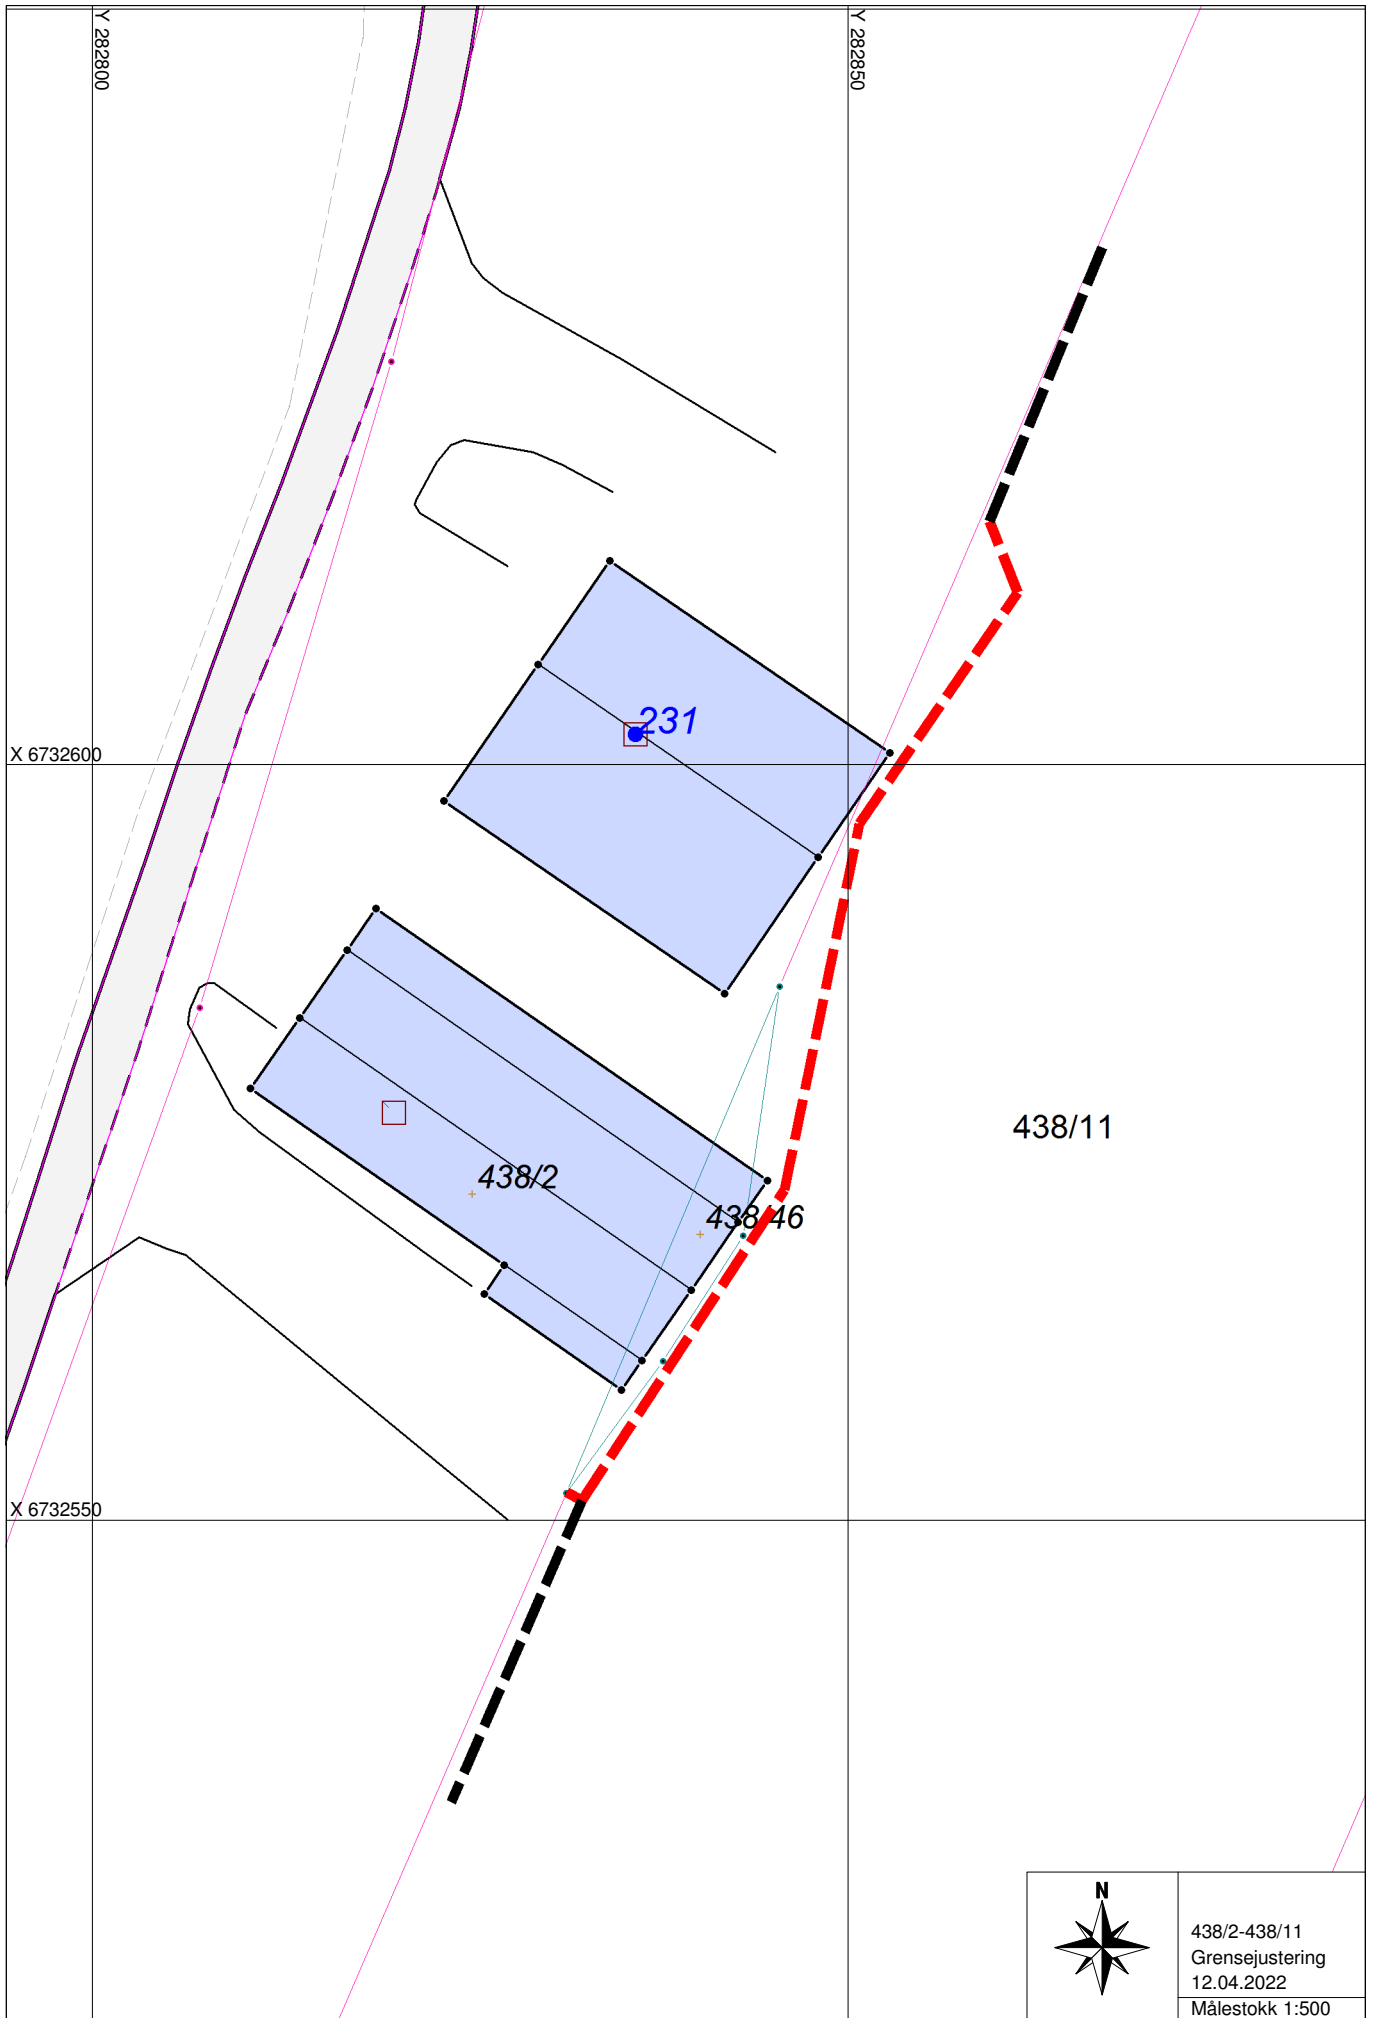 Y 282800
Y 282850
231
X 6732600
438/11
438/2
438/46
X 6732550
N
438/2-438/11
Grensejustering
12.04.2022
Målestokk 1:500